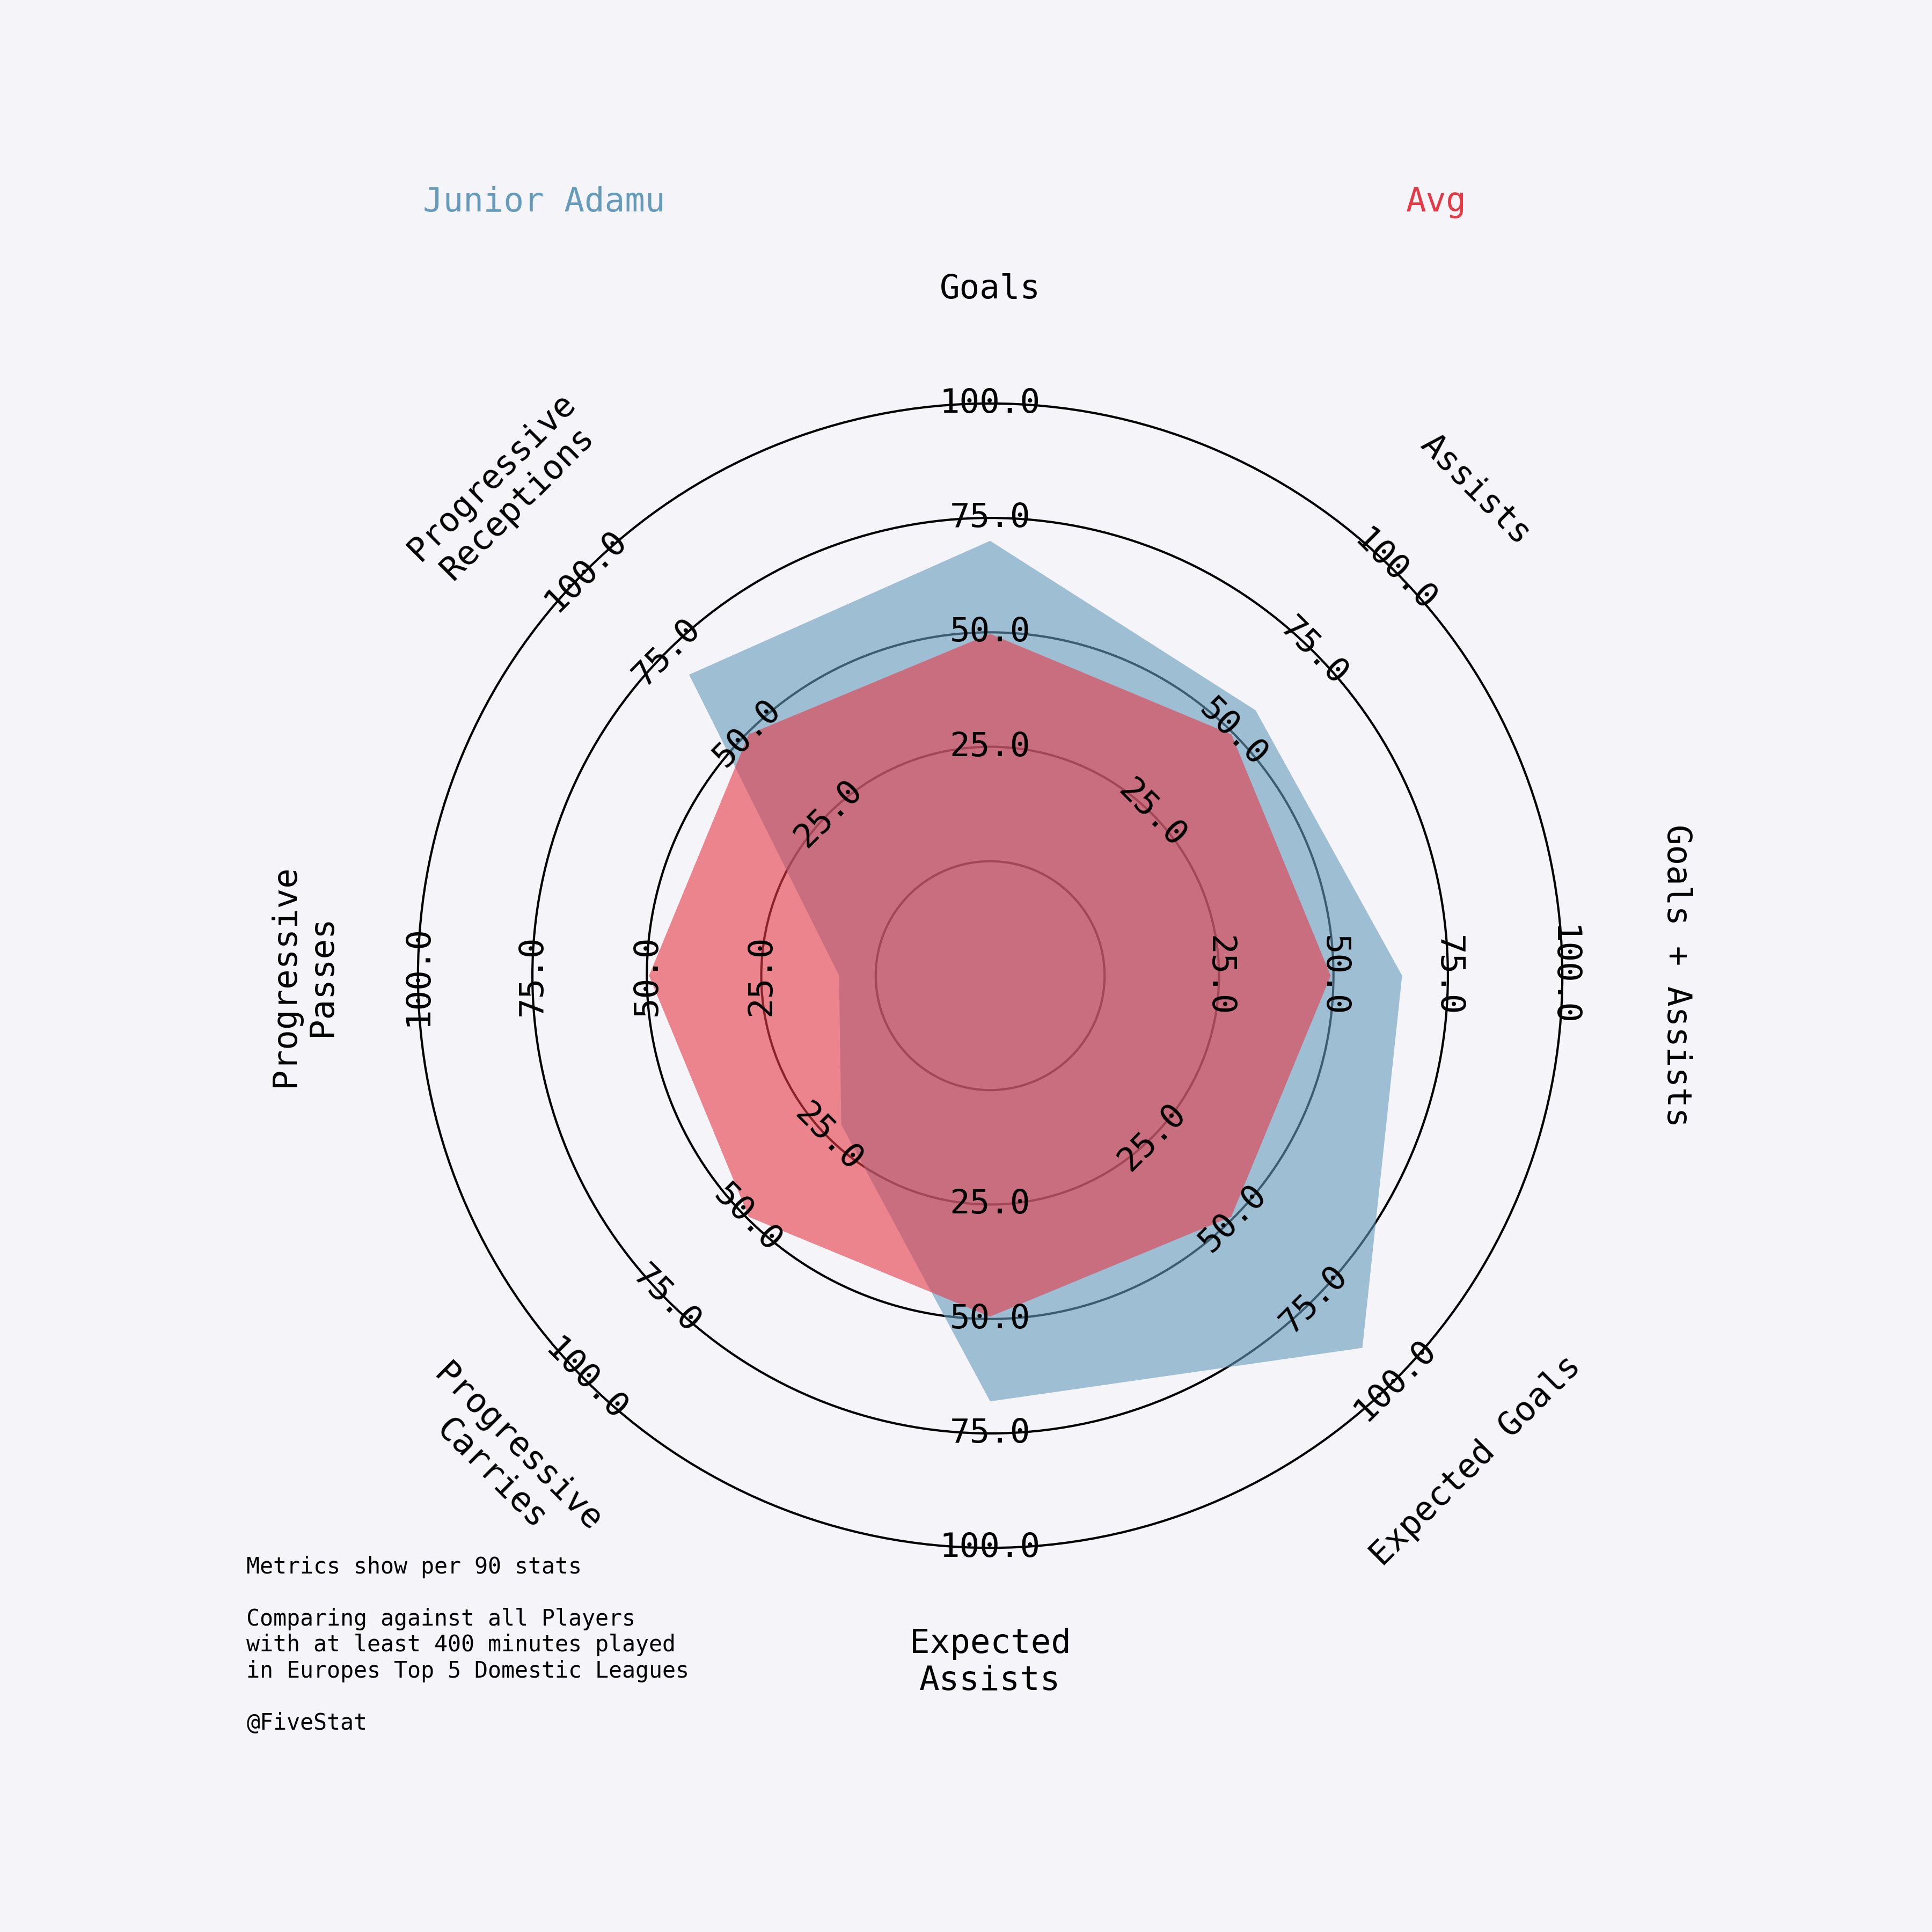 Junior Adamu
Avg
Goals
Assists
Goals + Assists
Expected Goals
Expected
Assists
Progressive
Carries
Progressive
Passes
Progressive
Receptions
25.0
50.0
75.0
100.0
25.0
50.0
75.0
100.0
25.0
50.0
75.0
100.0
25.0
50.0
75.0
100.0
25.0
50.0
75.0
100.0
25.0
50.0
75.0
100.0
25.0
50.0
75.0
100.0
25.0
50.0
75.0
100.0
Metrics show per 90 stats
Comparing against all Players
with at least 400 minutes played
in Europes Top 5 Domestic Leagues
@FiveStat